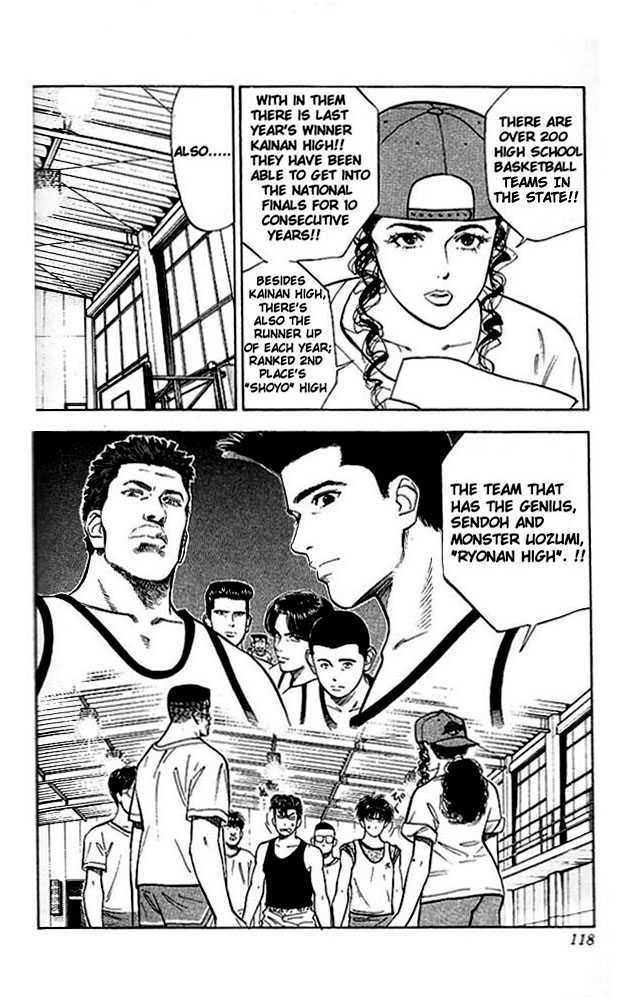 THERE ARE
OVER 200
HIGH SCHOOL
BASKETBALL
TEAMS IN
THE STATE!!
WITH IN THEM
THERE IS LAST
YEAR'S WINNER
KAINAN HIGH!!
THEY HAVE BEEN
ABLE TO GET INTO
THE NATIONAL
FINALS FOR 10
CONSECUTIVE
YEARS!!
BESIDES
KAINAN HIGH,
THERE'S
ALSO THE
RUNNER UP
OF EACH YEAR;
RANKED 2ND
PLACE'S
"SHOYO" HIGH
ALSO.....
THE TEAM THAT
HAS THE GENIUS,
SENDOH AND
MONSTER UOZUMI,
"RYONAN HIGH". !!
118